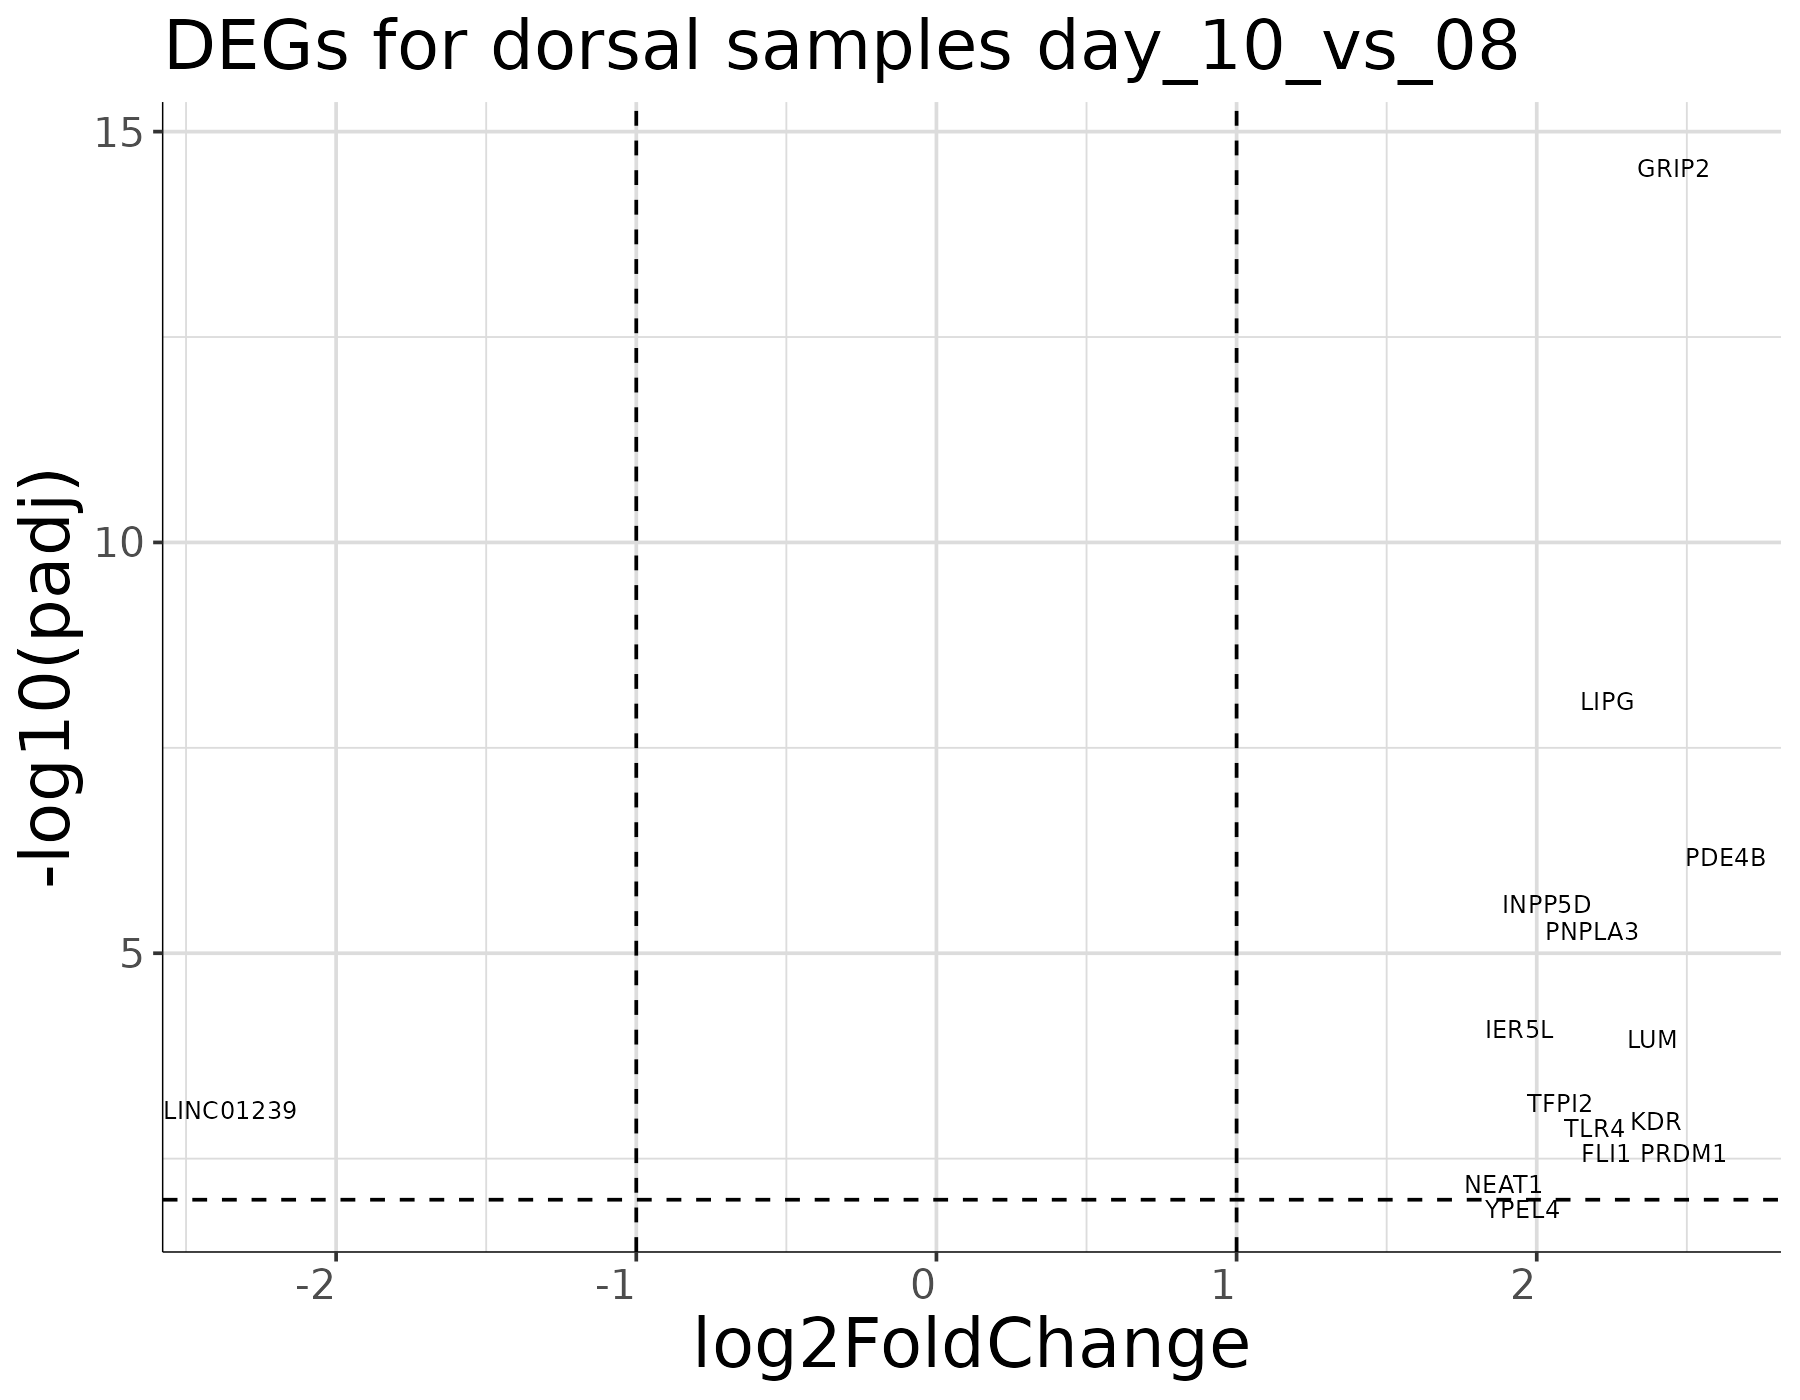 DEGs for dorsal samples day_10_vs_08
15
GRIP2
-log10(padj)
10
LIPG
PDE4B
INPP5D
PNPLA3
5
IER5L
LUM
LINC01239
TFPI2
KDR
TLR4
FLI1 PRDM1
NEAT1
YPEL4
-2 -1 0 1 2
log2FoldChange